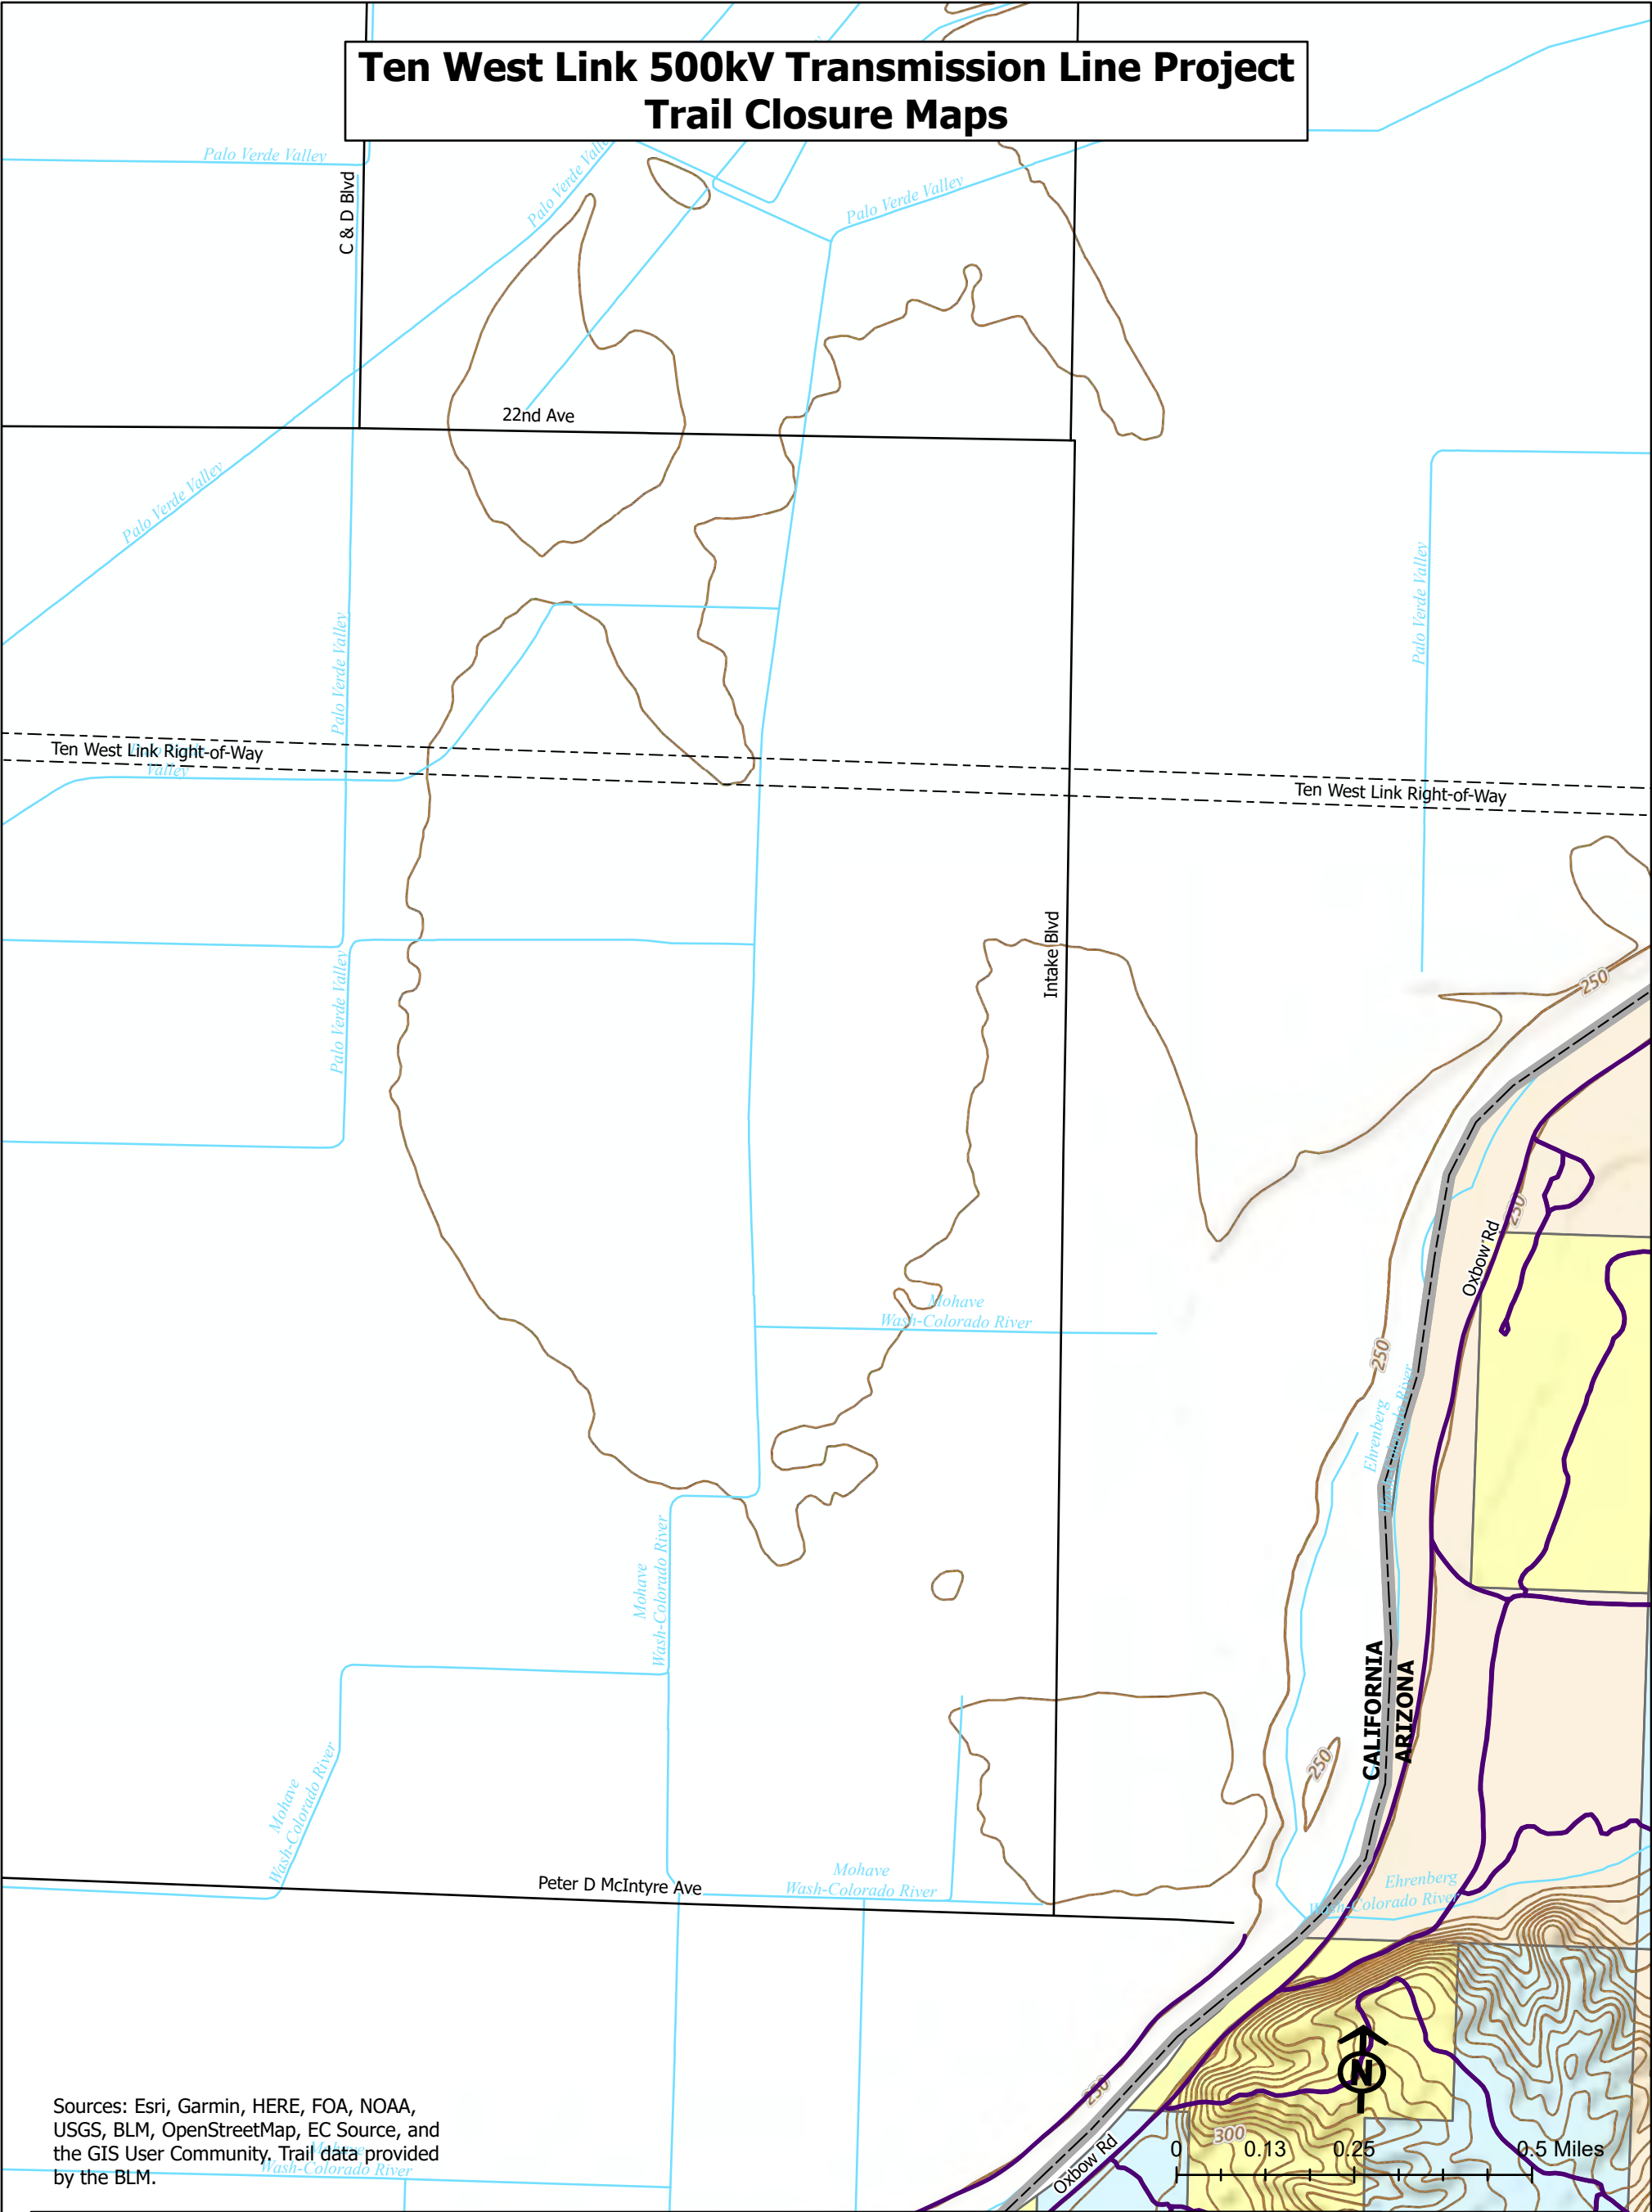 Ten West Link 500kV Transmission Line Project
Trail Closure Maps
Palo Verde Valley
C & D Blvd
Palo Verde Valley
Palo Verde Valley
22nd Ave
Palo Verde Valley
Palo Verde Valley
Palo Verde Valley
Ten West Link Right-of-Way
Valley
Ten West Link Right-of-Way
Intake Blvd
Palo Verde Valley
250
250
Oxbow Rd
Mohave
Wash-Colorado River
250
Ehrenberg
Mohave
Wash-Colorado River
CALIFORNIA
ARIZONA
250
Mohave
Wash-Colorado River
Peter D McIntyre Ave
Mohave
Wash-Colorado River
Ehrenberg
Wash-Colorado River
N
250
300
Oxbow Rd
0 0.13 0.25 0.5 Miles
Sources: Esri, Garmin, HERE, FOA, NOAA,
USGS, BLM, OpenStreetMap, EC Source, and
the GIS User Community. Trail data provided
by the BLM.
Mohave
Wash-Colorado River